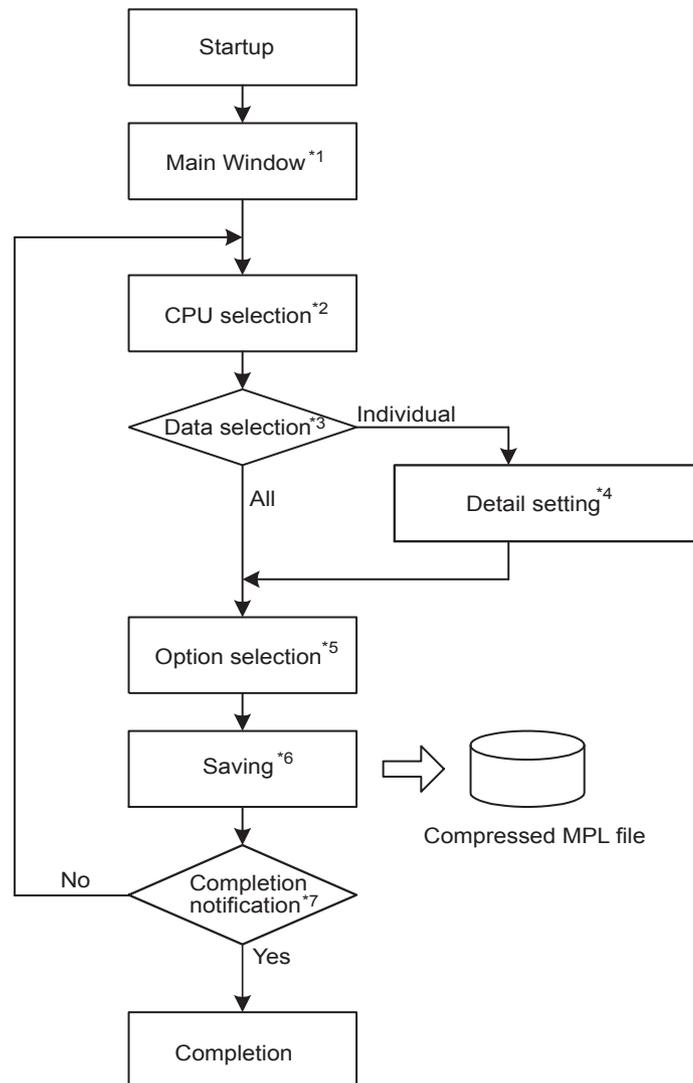 Startup
Main Window*1
CPU selection*2
Data selection*3
Individual
Detail setting*4
All
Option selection*5
Saving*6
Compressed MPL file
No
Completion
notification*7
Yes
Completion